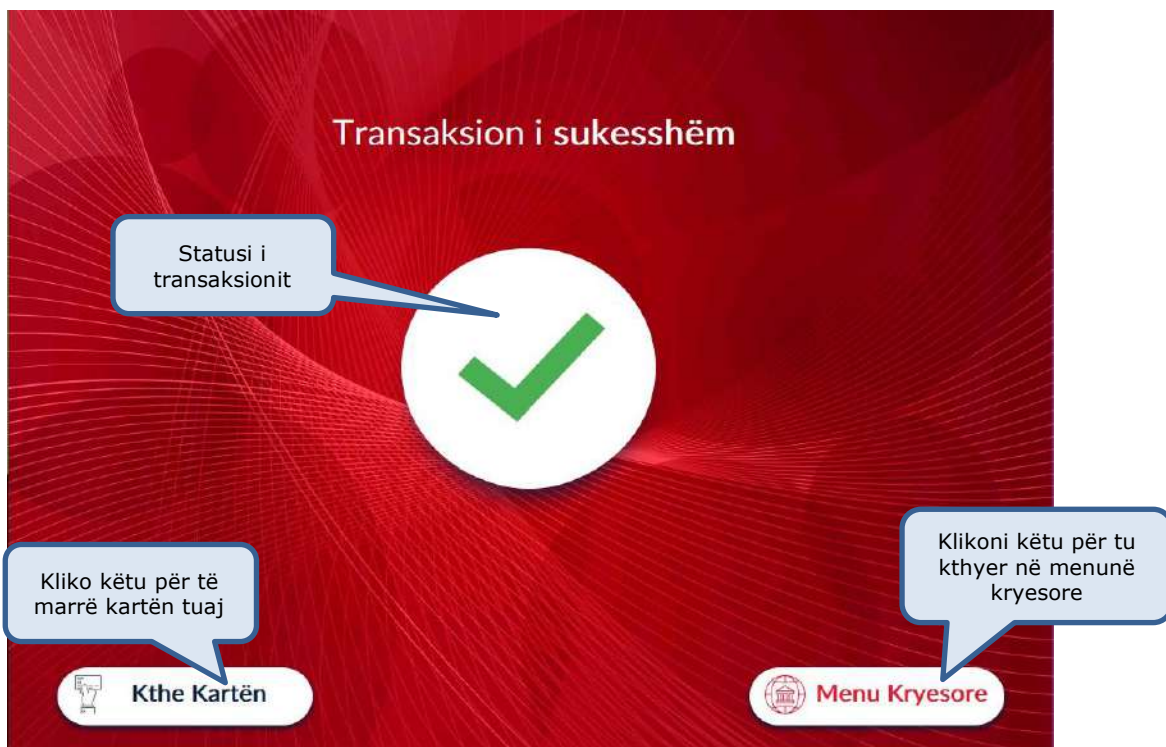 Transaksion i sukesshëm
Statusi i
transaksionit
Klikoni këtu për tu
kthyer në menunë
kryesore
Kliko këtu për të
marrë kartën tuaj
Kthe Kartën
Menu Kryesore